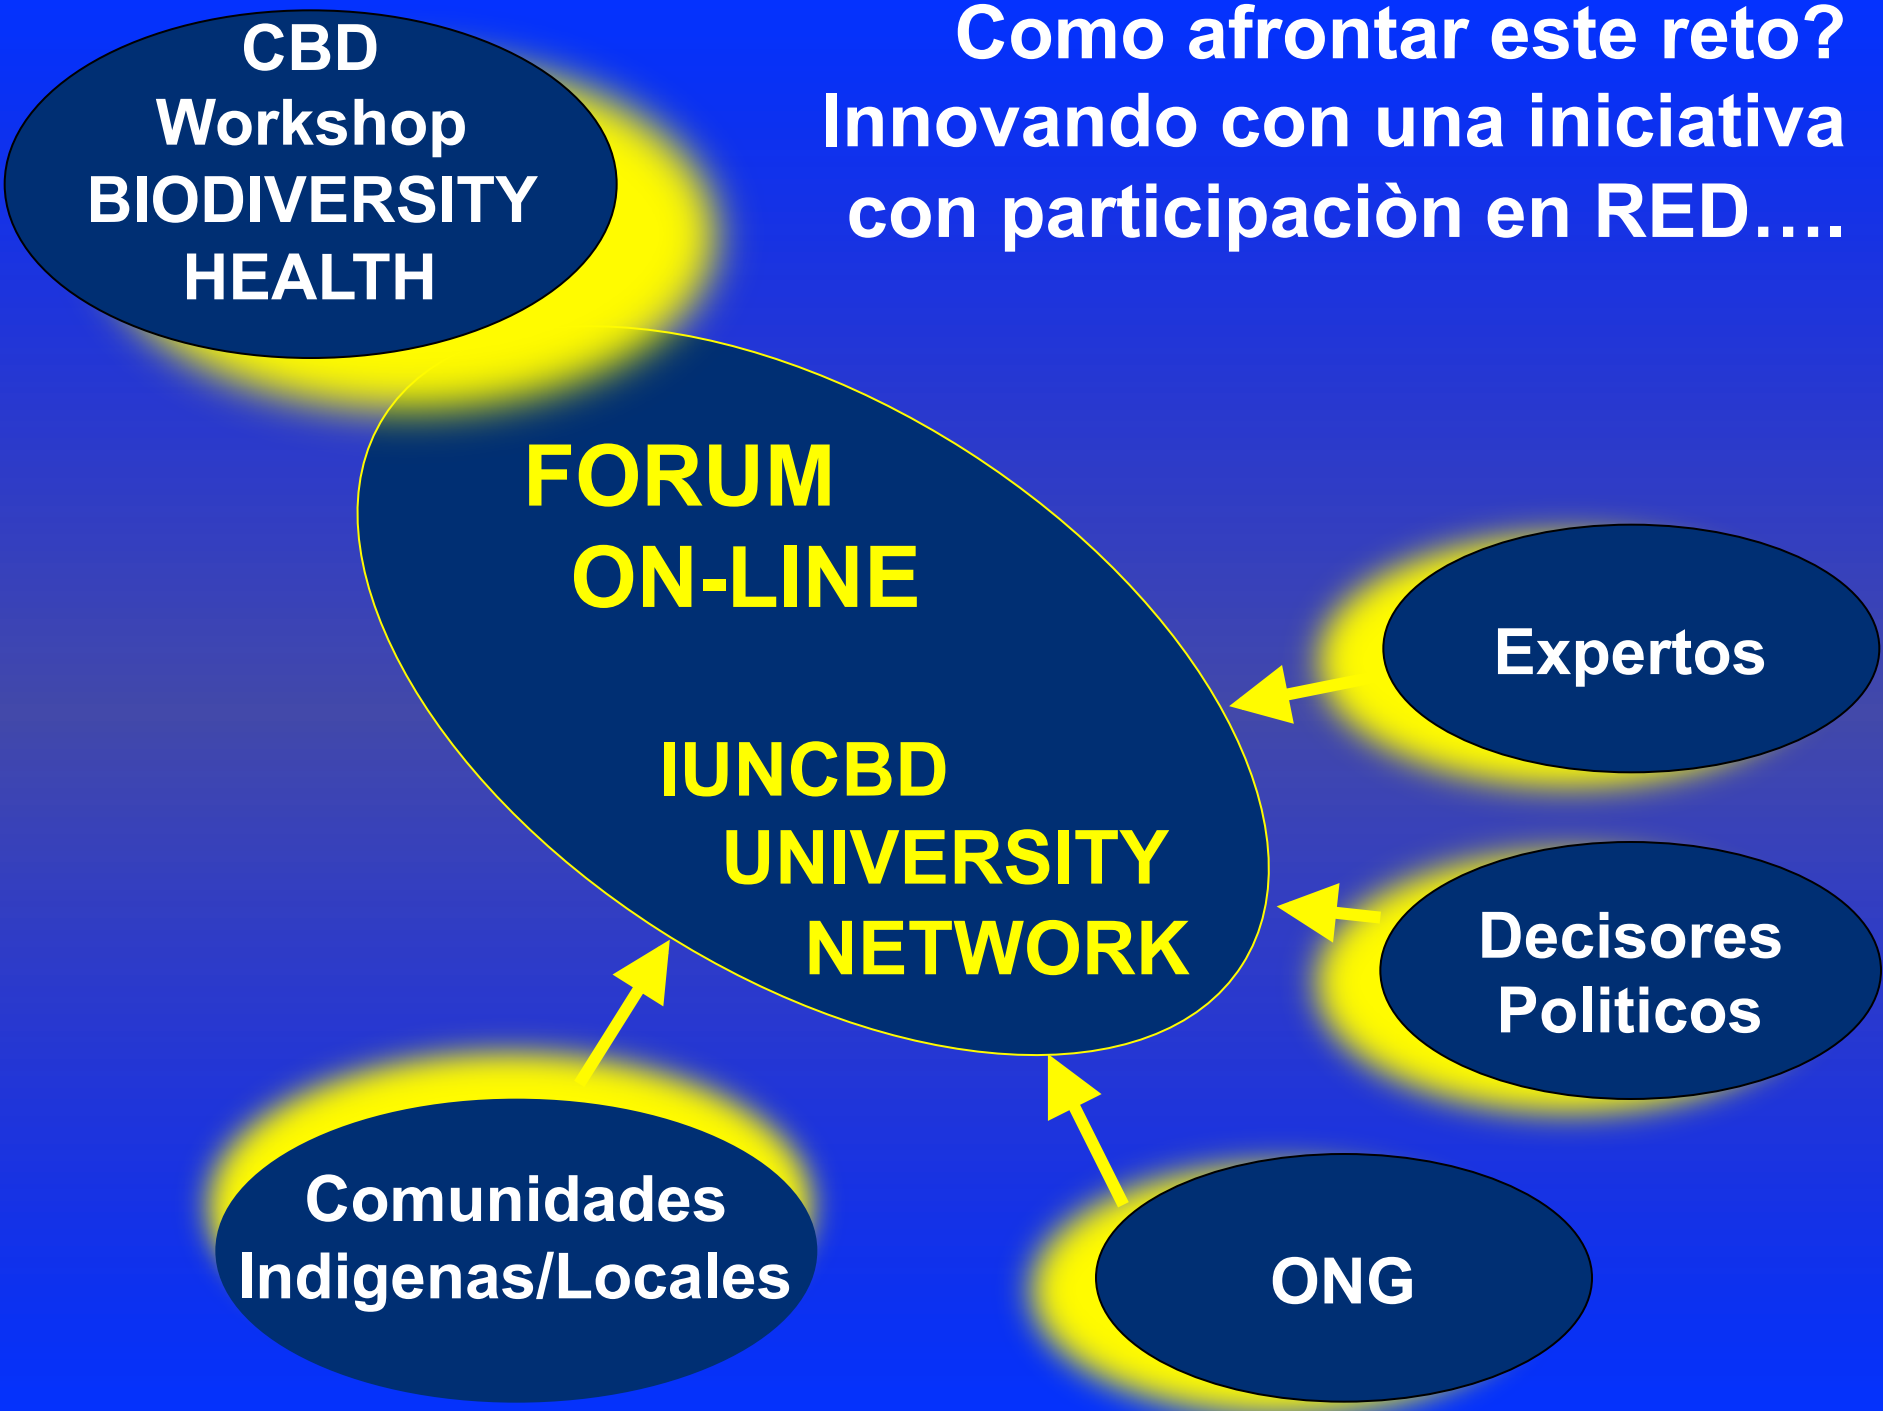 CBD
Workshop
BIODIVERSITY
HEALTH
Como afrontar este reto?
Innovando con una iniciativa
con participaciòn en RED....
FORUM
ON-LINE
IUNCBD
UNIVERSITY
NETWORK
Expertos
Decisores
Politicos
Comunidades
Indigenas/Locales
ONG